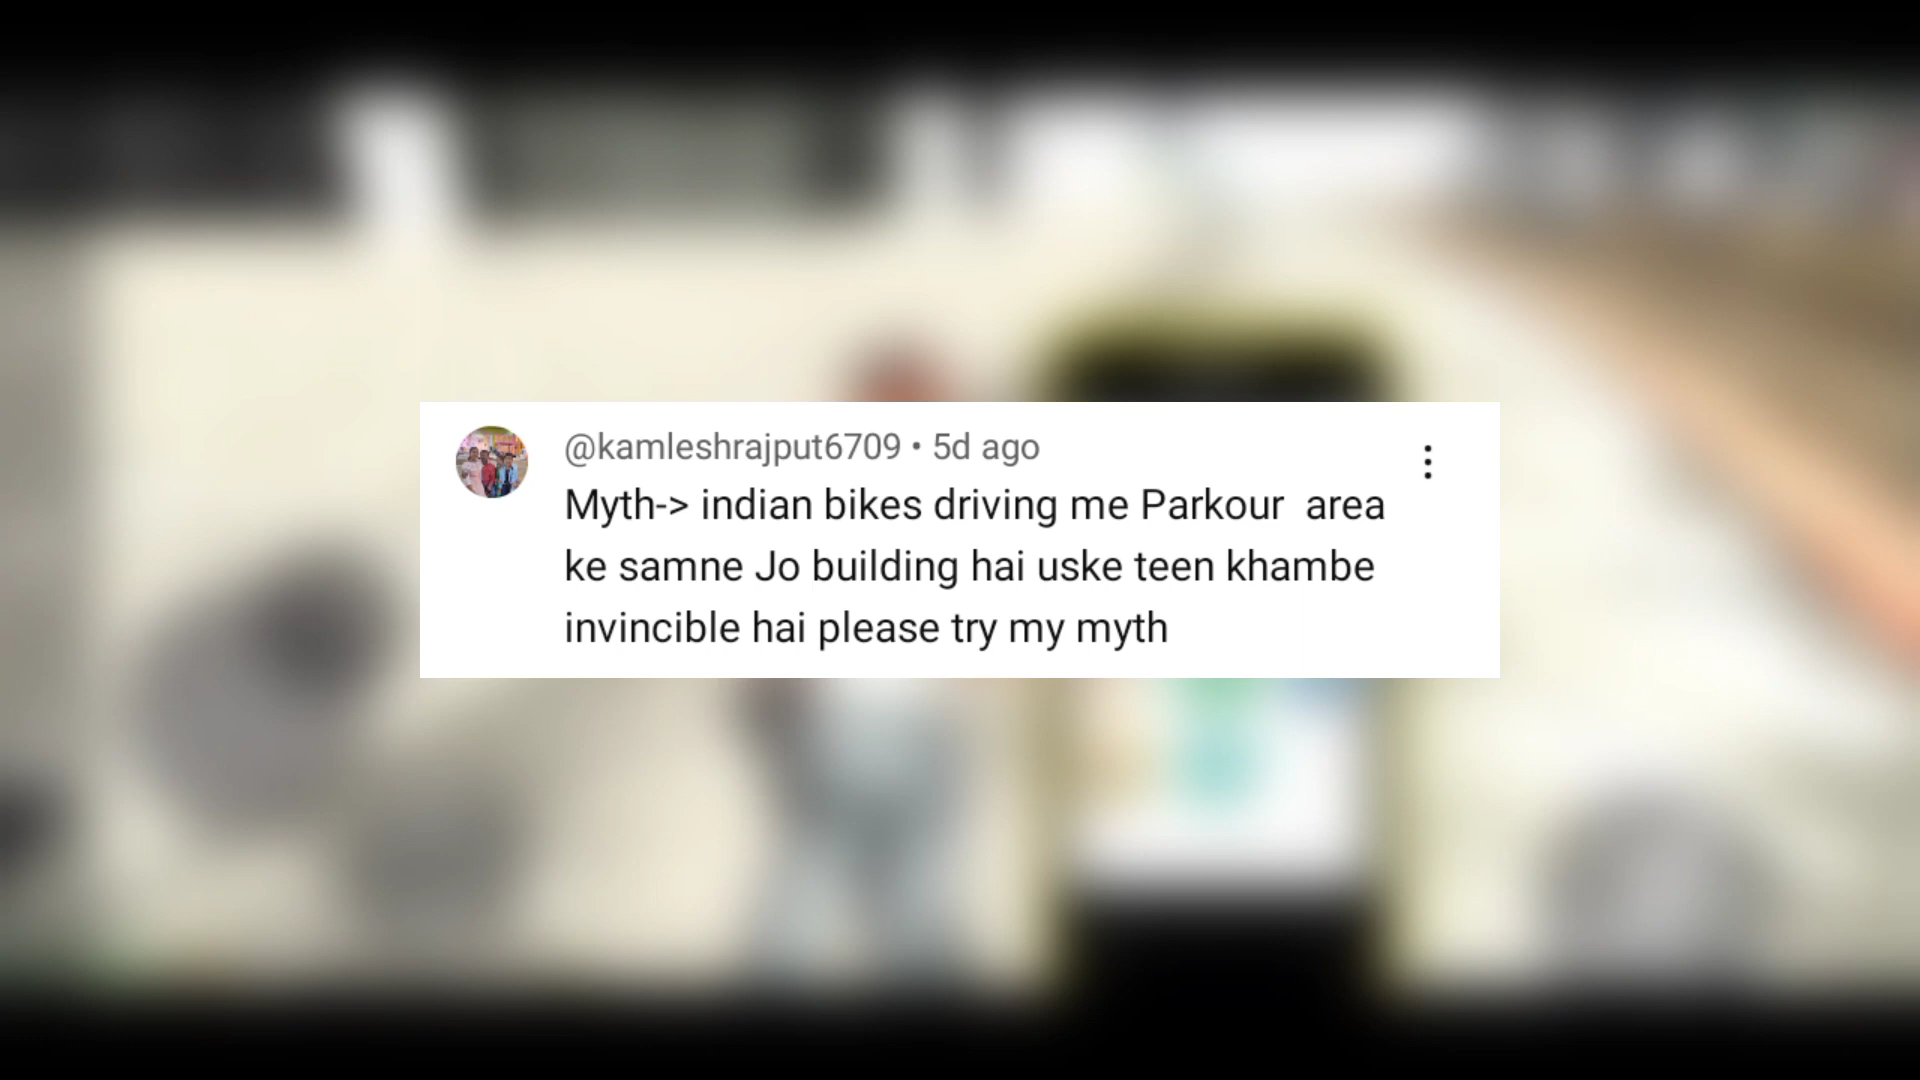 @kamleshrajput6709 • 5d ago
Myth-> indian bikes driving me Parkour  area
ke samne Jo building hai uske teen khambe
invincible hai please try my myth